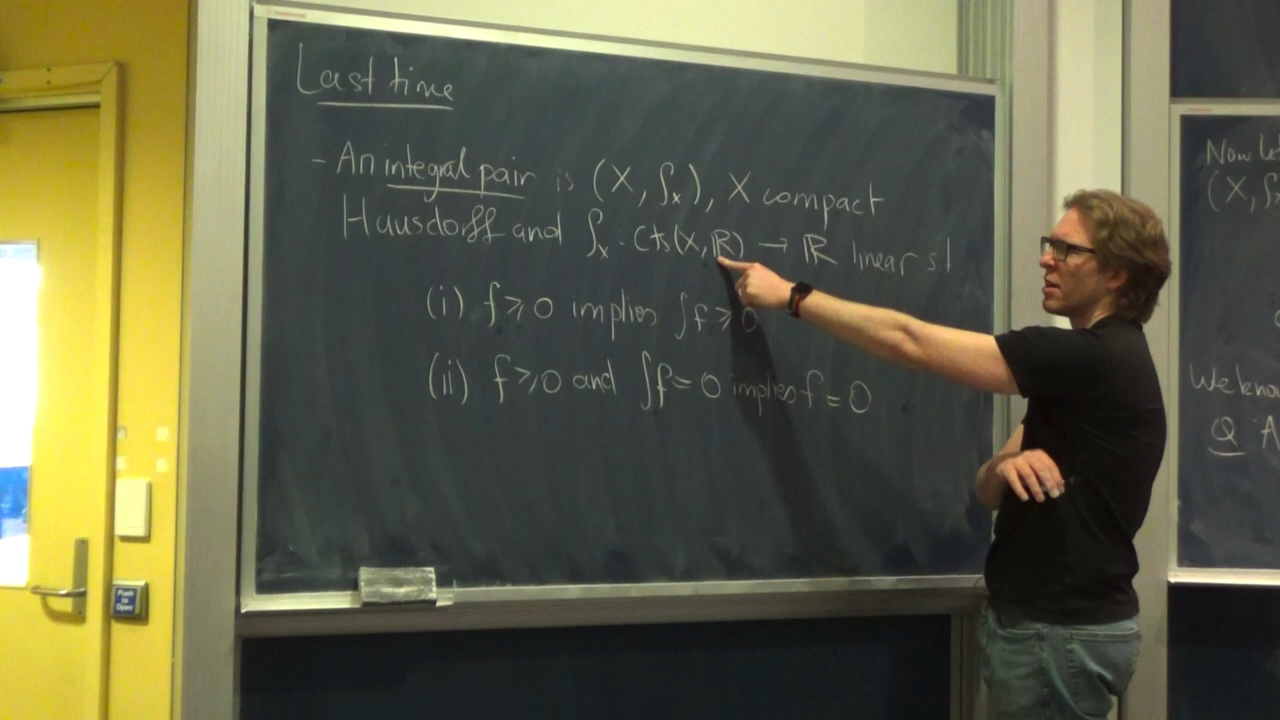 Last time
- An integral pair is (X, ∫ₓ), X compact
Hausdorff and ∫ₓ : Cts(X, ℝ) → ℝ linear st.
(i) f ⩾ 0 implies ∫f ⩾ 0
(ii) f ⩾ 0 and ∫f = 0 implies f = 0
Push
to
Open
Now
(X, 
We know
Q